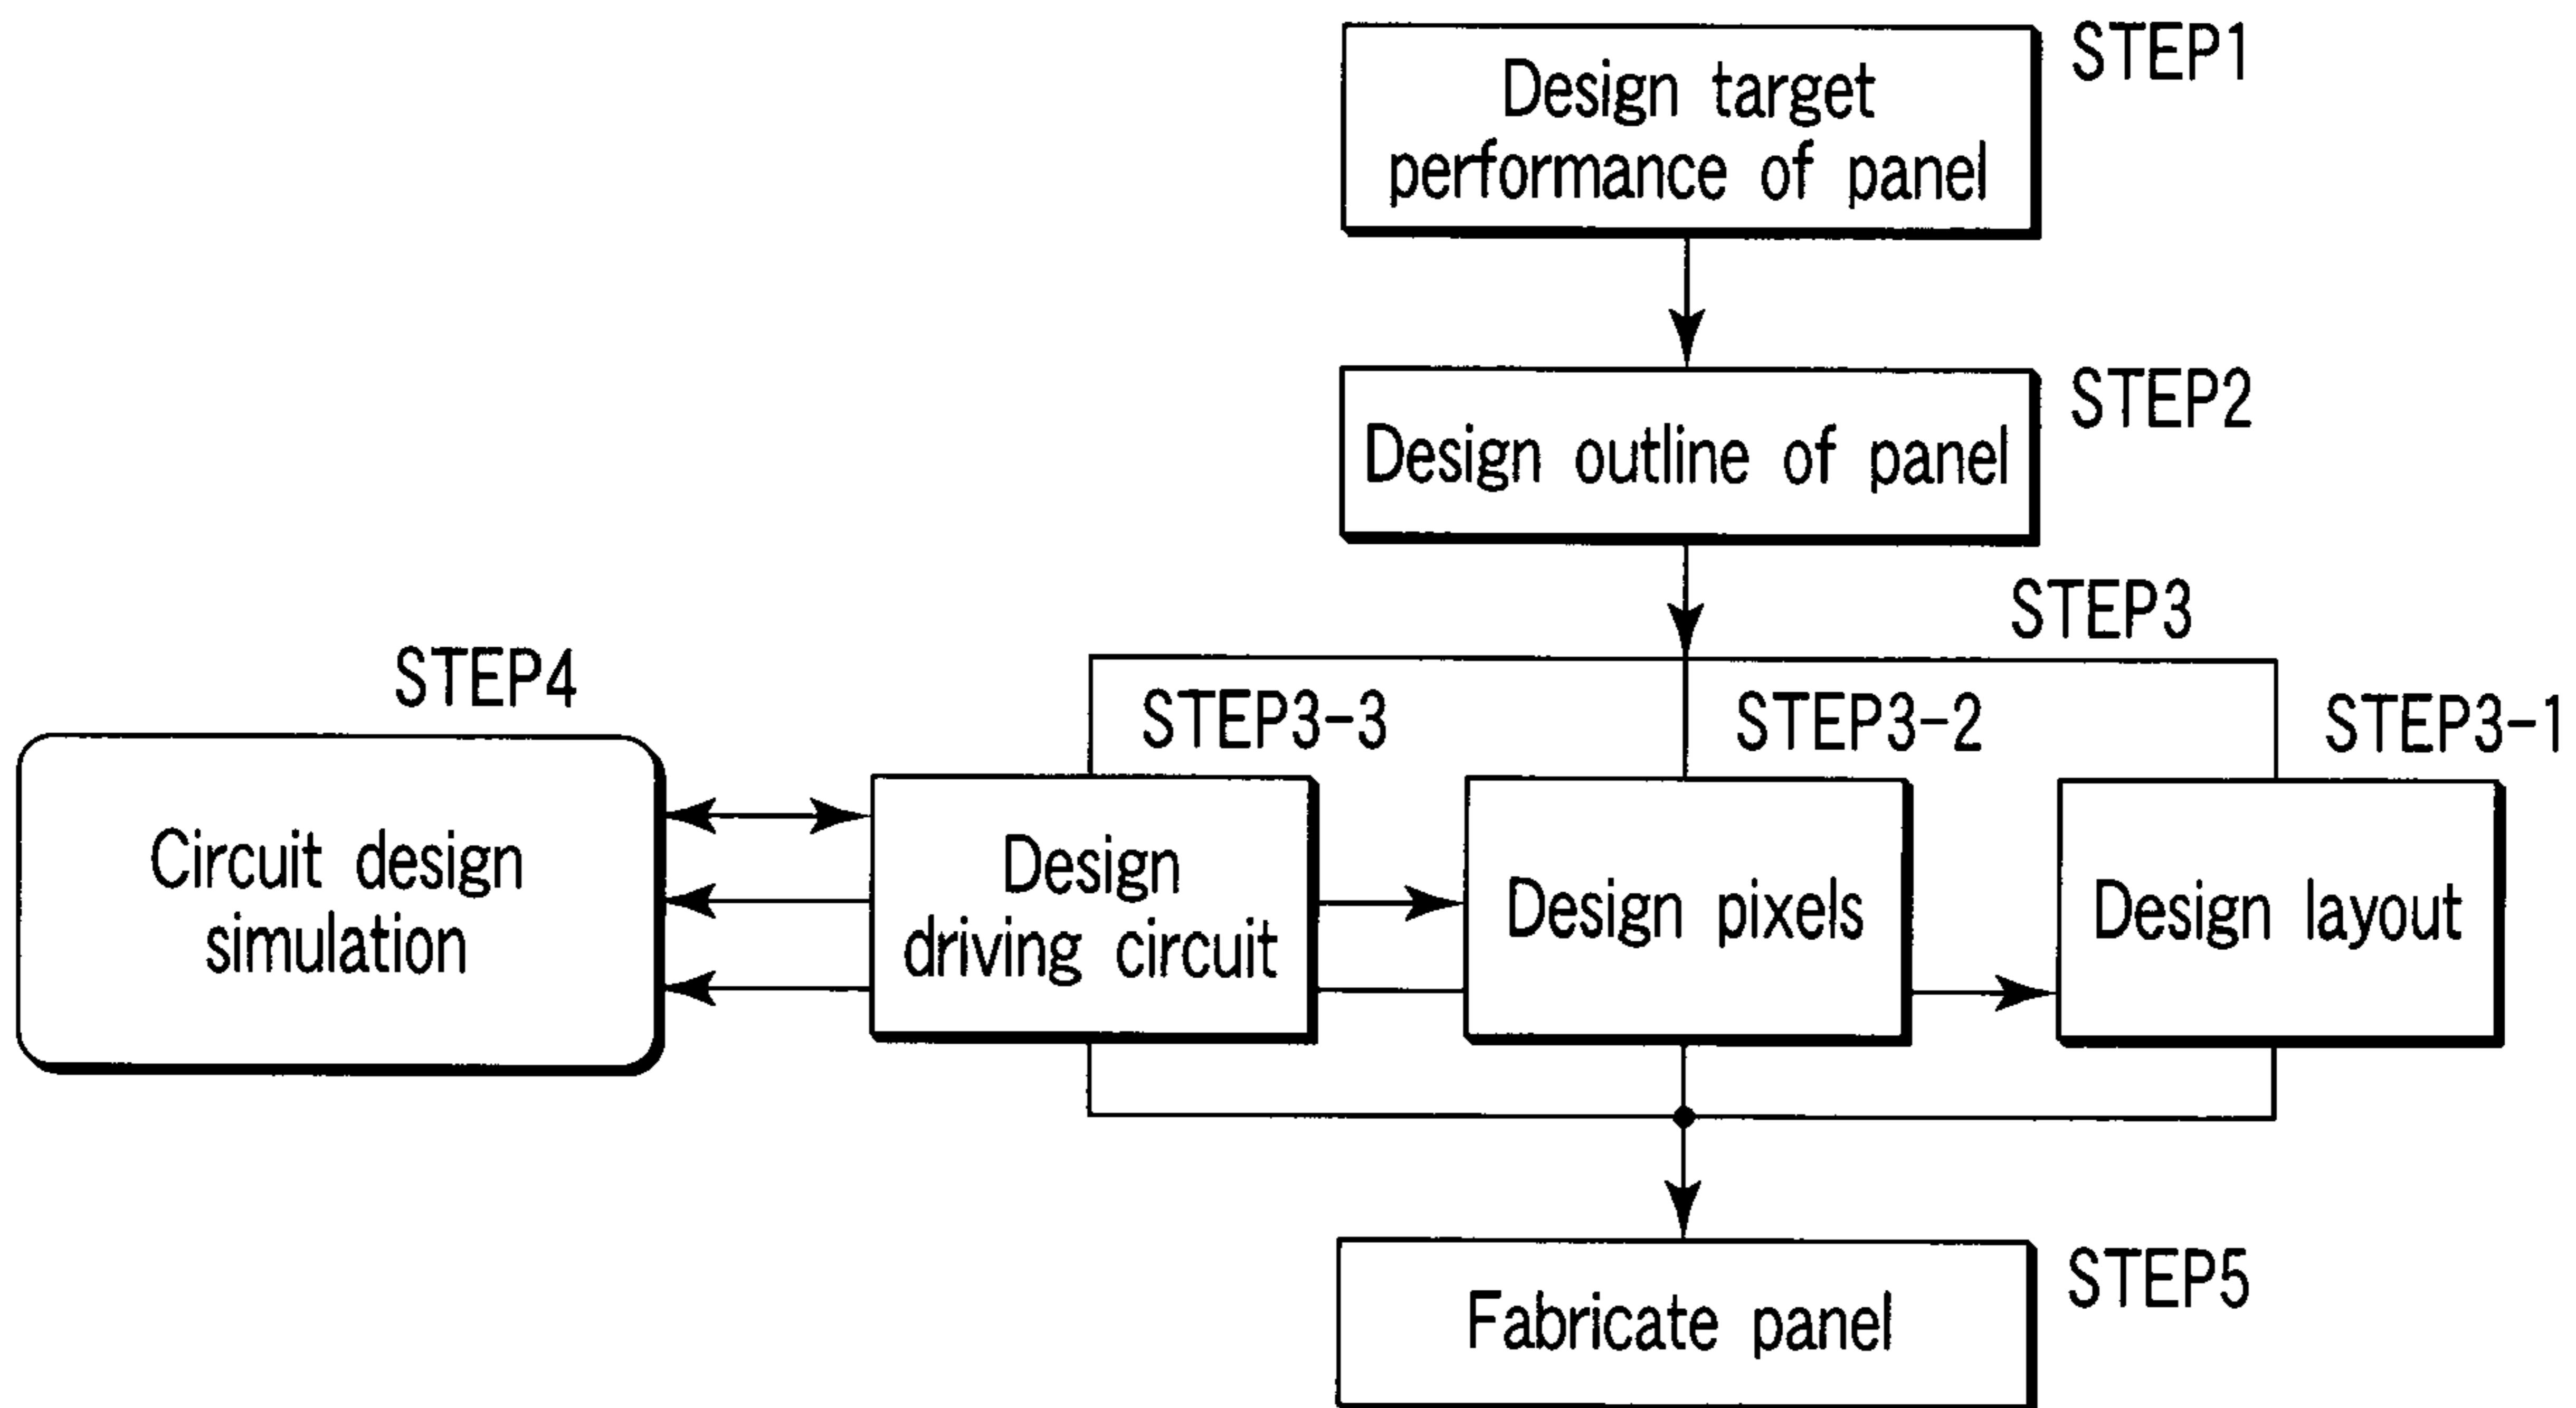 STEP1
Design target
performance of panel
STEP2
Design outline of panel
STEP3
STEP4
STEP3-3
STEP3-2
STEP3-1
Circuit design
simulation
Design
driving circuit
Design pixels
Design layout
STEP5
Fabricate panel